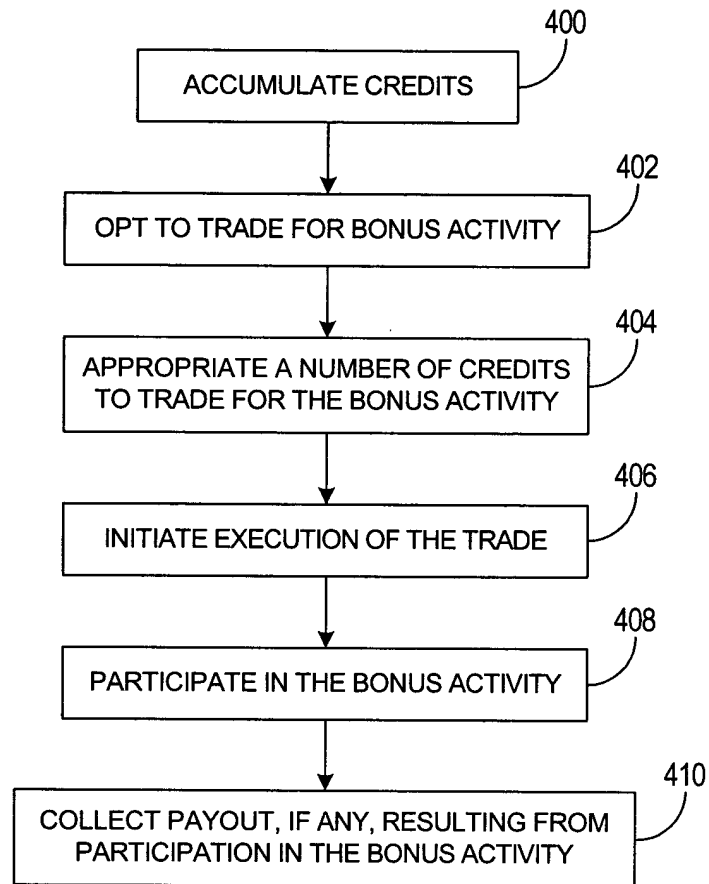 400
ACCUMULATE CREDITS
402
OPT TO TRADE FOR BONUS ACTIVITY
404
APPROPRIATE A NUMBER OF CREDITS
TO TRADE FOR THE BONUS ACTIVITY
406
INITIATE EXECUTION OF THE TRADE
408
PARTICIPATE IN THE BONUS ACTIVITY
410
COLLECT PAYOUT, IF ANY, RESULTING FROM
PARTICIPATION IN THE BONUS ACTIVITY